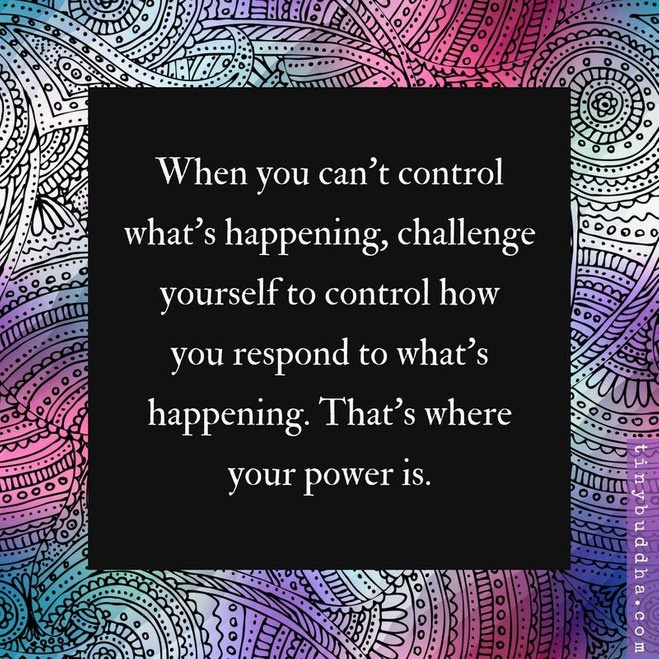 When you can’t control
what’s happening, challenge
yourself to control how
you respond to what’s
happening. That’s where
your power is.
tinybuddha.com